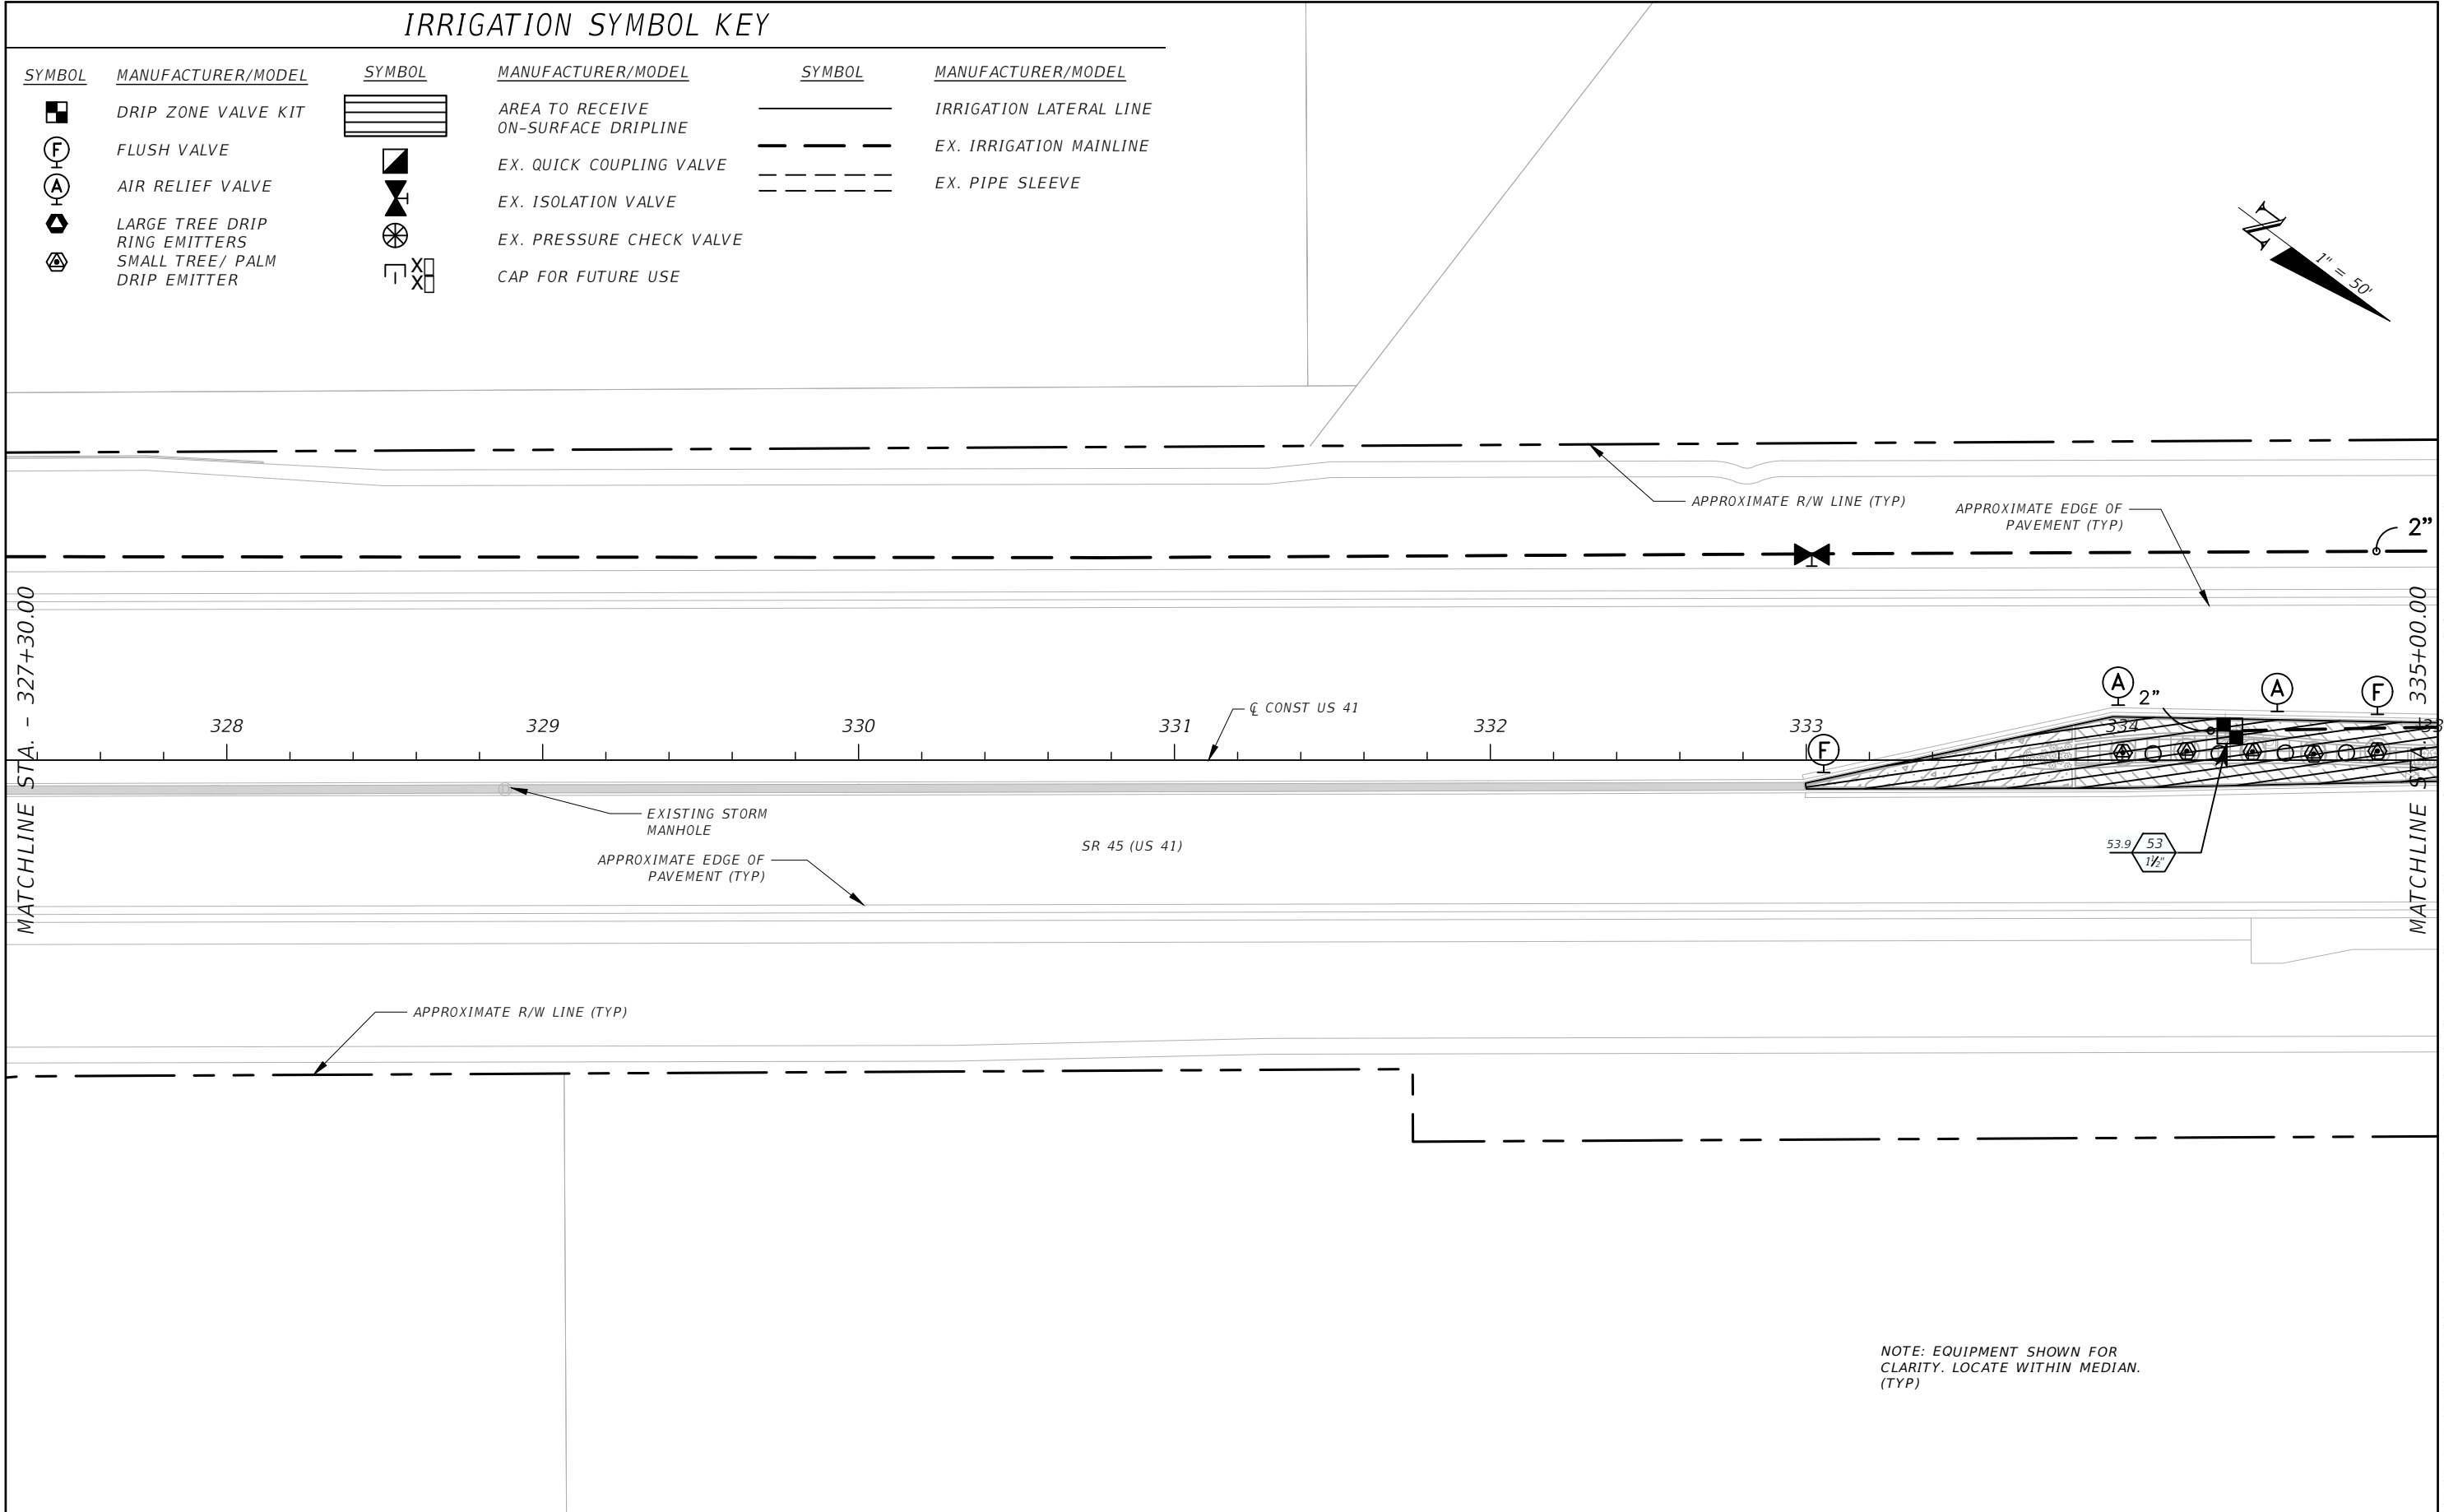 IRRIGATION SYMBOL KEY
SYMBOL
MANUFACTURER/MODEL
DRIP ZONE VALVE KIT
F
FLUSH VALVE
A
AIR RELIEF VALVE
LARGE TREE DRIP
RING EMITTERS
SMALL TREE/ PALM
DRIP EMITTER
SYMBOL
MANUFACTURER/MODEL
AREA TO RECEIVE
ON-SURFACE DRIPLINE
EX. QUICK COUPLING VALVE
EX. ISOLATION VALVE
EX. PRESSURE CHECK VALVE
X
X
CAP FOR FUTURE USE
SYMBOL
MANUFACTURER/MODEL
IRRIGATION LATERAL LINE
EX. IRRIGATION MAINLINE
EX. PIPE SLEEVE
N
1" = 50'
APPROXIMATE R/W LINE (TYP)
APPROXIMATE EDGE OF
PAVEMENT (TYP)
2"
MATCHLINE STA. - 327+30.00
328
329
330
331
332
333
334
℄ CONST US 41
F
A
2"
A
F
MATCHLINE STA. - 335+00.00
EXISTING STORM
MANHOLE
SR 45 (US 41)
APPROXIMATE EDGE OF
PAVEMENT (TYP)
53.9
53
1½"
APPROXIMATE R/W LINE (TYP)
NOTE: EQUIPMENT SHOWN FOR
CLARITY. LOCATE WITHIN MEDIAN.
(TYP)